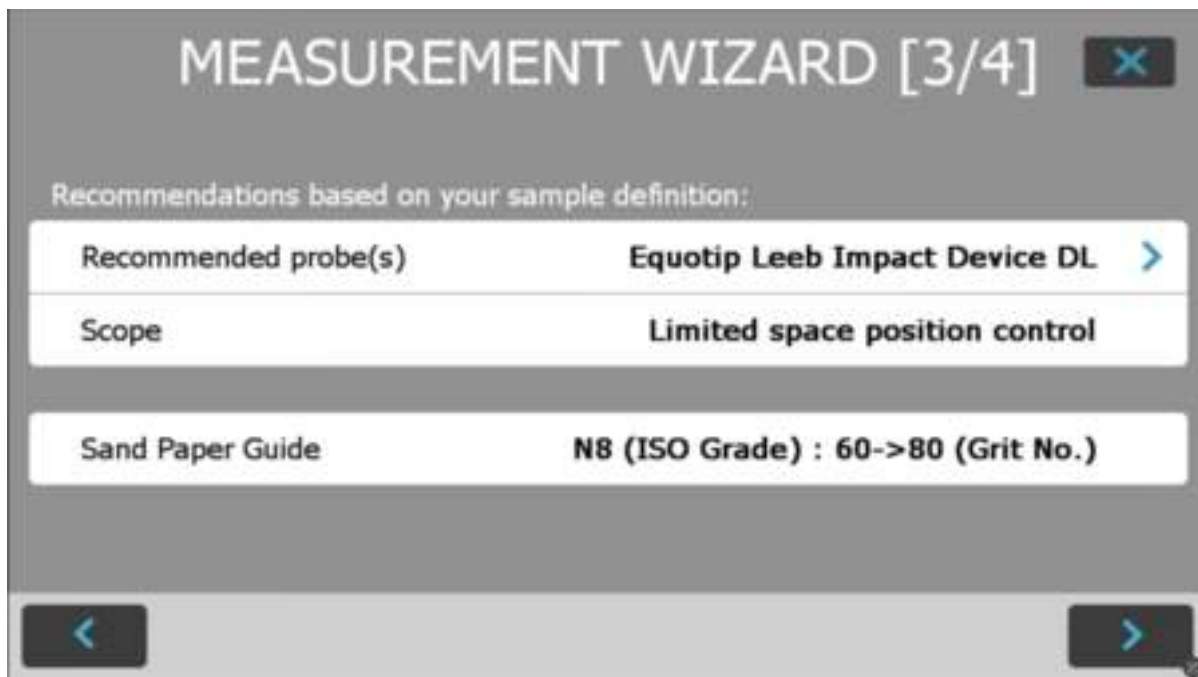 MEASUREMENT WIZARD [3/4]
Recommendations based on your sample definition:
Recommended probe(s) Equotip Leeb Impact Device DL
Scope Limited space position control
Sand Paper Guide N8 (ISO Grade) : 60->80 (Grit No.)